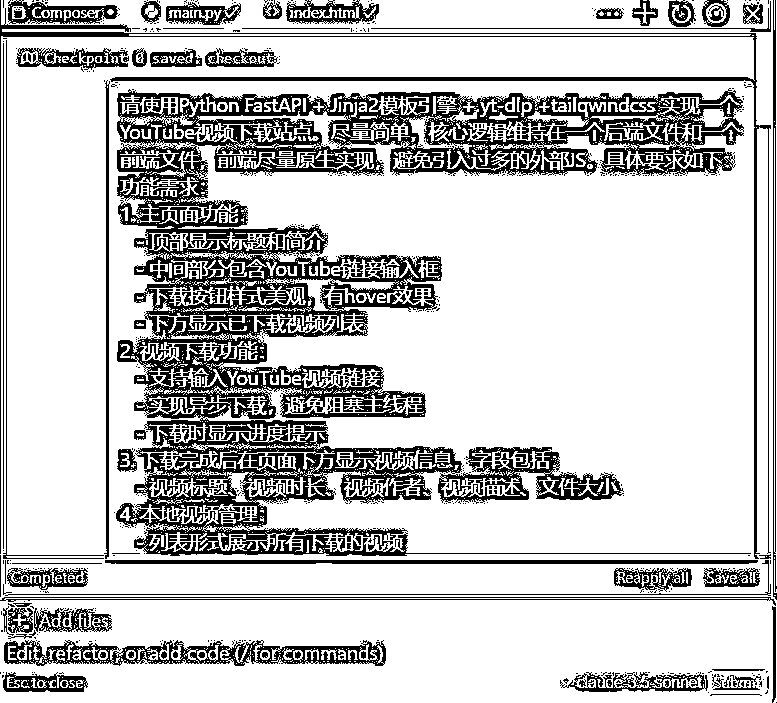 Composer main.py index.html
Checkpoint 0 saved. checkout
请使用Python FastAPI + Jinja2模板引擎 + yt-dlp +tailqwindcss 实现一个
YouTube视频下载站点。尽量简单，核心逻辑维持在一个后端文件和一个
前端文件，前端尽量原生实现，避免引入过多的外部JS。具体要求如下：
功能需求：
1. 主页面功能：
- 顶部显示标题和简介
- 中间部分包含YouTube链接输入框
- 下载按钮样式美观，有hover效果
- 下方显示已下载视频列表
2. 视频下载功能：
- 支持输入YouTube视频链接
- 实现异步下载，避免阻塞主线程
- 下载时显示进度提示
3. 下载完成后在页面下方显示视频信息，字段包括：
- 视频标题、视频时长、视频作者、视频描述、文件大小
4. 本地视频管理：
- 列表形式展示所有下载的视频
Completed Reapply all Save all
+ Add files
Edit, refactor, or add code (/ for commands)
Esc to close claude-3.5-sonnet Submit